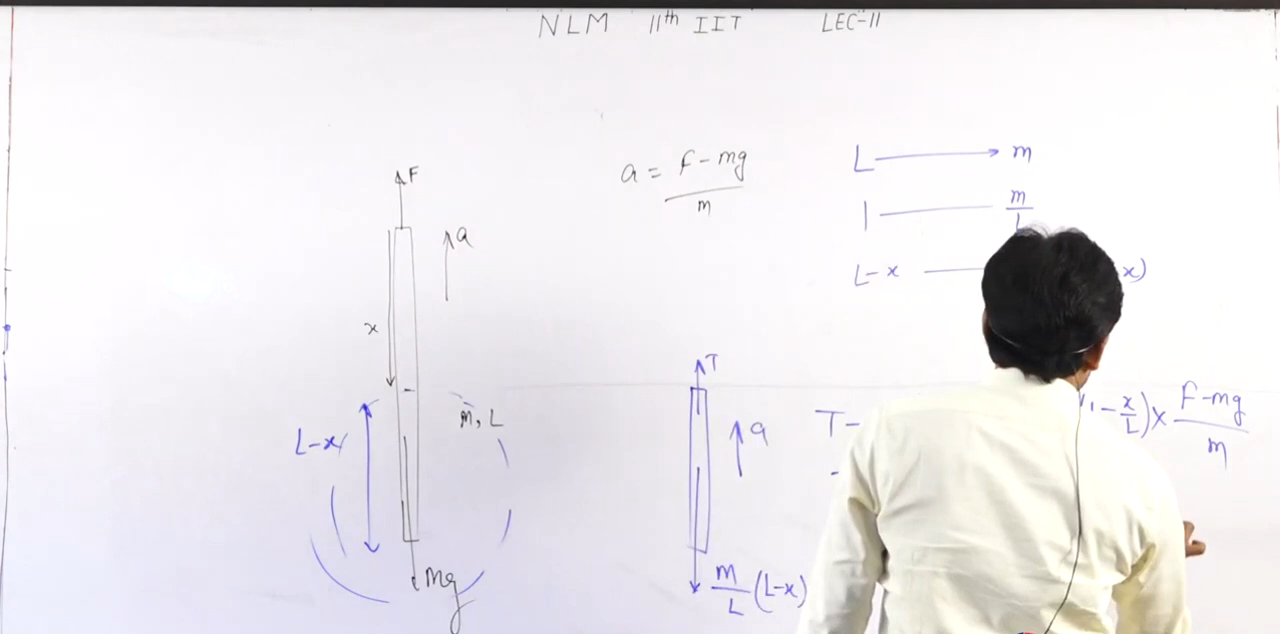 NLM 11th IIT LEC-11
a = F - mg / m
L → m
1 — m
L - x — x)
F
a
x
m, L
L-x
Mg
T
a
T - 1 - x/L) × F - mg / m
-
m/L (L-x)